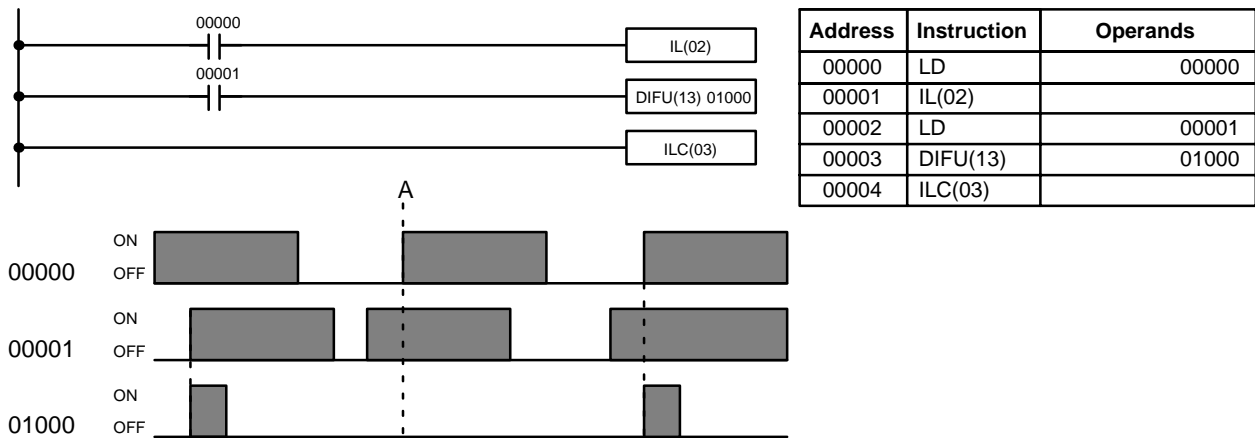 00000
IL(02)
00001
DIFU(13) 01000
ILC(03)
Address Instruction Operands
00000 LD 00000
00001 IL(02)
00002 LD 00001
00003 DIFU(13) 01000
00004 ILC(03)
A
ON
00000 OFF
ON
00001 OFF
ON
01000 OFF